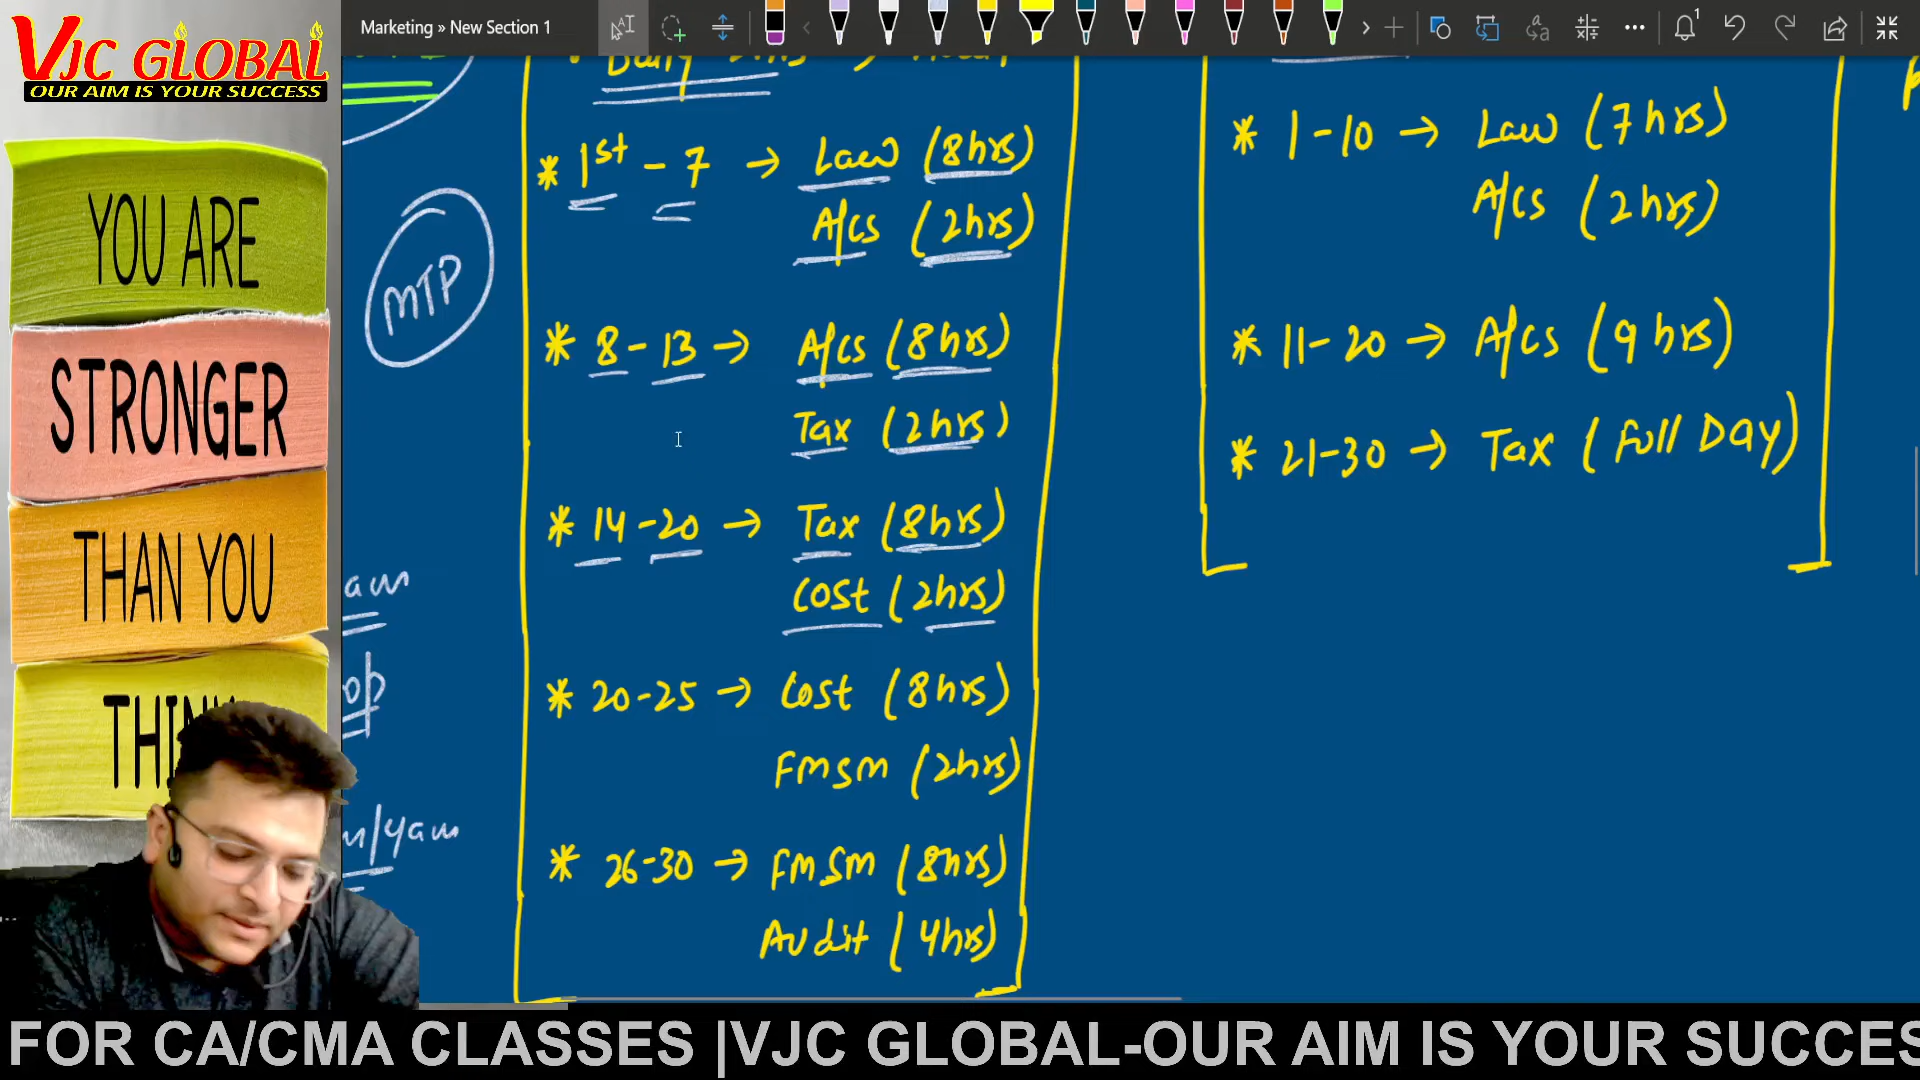 VJC GLOBAL
OUR AIM IS YOUR SUCCESS
YOU ARE
STRONGER
THAN YOU
Marketing » New Section 1
MTP
am
m/4am
Daily
* 1st - 7 → Law (8hrs)
A/cs (2hrs)
* 8 - 13 → A/cs (8hrs)
Tax (2hrs)
* 14 - 20 → Tax (8hrs)
Cost (2hrs)
* 20-25 → Cost (8hrs)
FMSM (2hrs)
* 26-30 → FMSM (8hrs)
Audit (4hrs)
* 1-10 → Law (7hrs)
A/cs (2hrs)
* 11-20 → A/cs (9hrs)
* 21-30 → Tax (Full Day)
FOR CA/CMA CLASSES |VJC GLOBAL-OUR AIM IS YOUR SUCCES